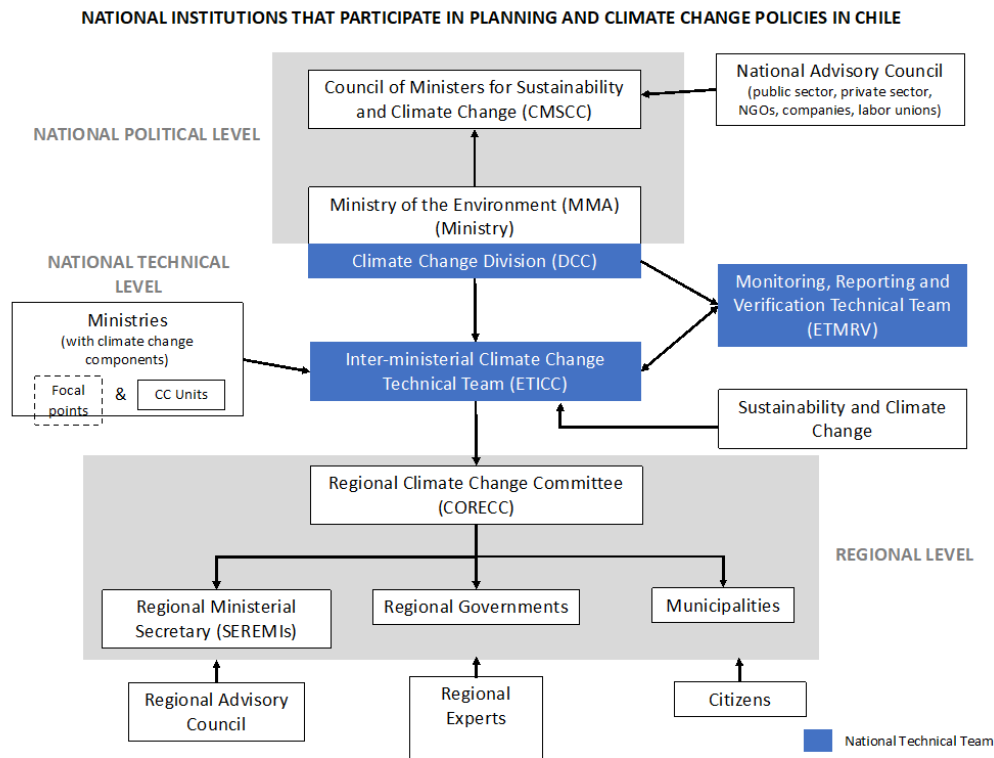 NATIONAL INSTITUTIONS THAT PARTICIPATE IN PLANNING AND CLIMATE CHANGE POLICIES IN CHILE
Council of Ministers for Sustainability
and Climate Change (CMSCC)
National Advisory Council
(public sector, private sector,
NGOs, companies, labor unions)
NATIONAL POLITICAL LEVEL
Ministry of the Environment (MMA)
(Ministry)
Climate Change Division (DCC)
NATIONAL TECHNICAL
LEVEL
Monitoring, Reporting and
Verification Technical Team
(ETMRV)
Ministries
(with climate change
components)
Focal
points
&
CC Units
Inter-ministerial Climate Change
Technical Team (ETICC)
Sustainability and Climate
Change
Regional Climate Change Committee
(CORECC)
REGIONAL LEVEL
Regional Ministerial
Secretary (SEREMIs)
Regional Governments
Municipalities
Regional Advisory
Council
Regional
Experts
Citizens
National Technical Team